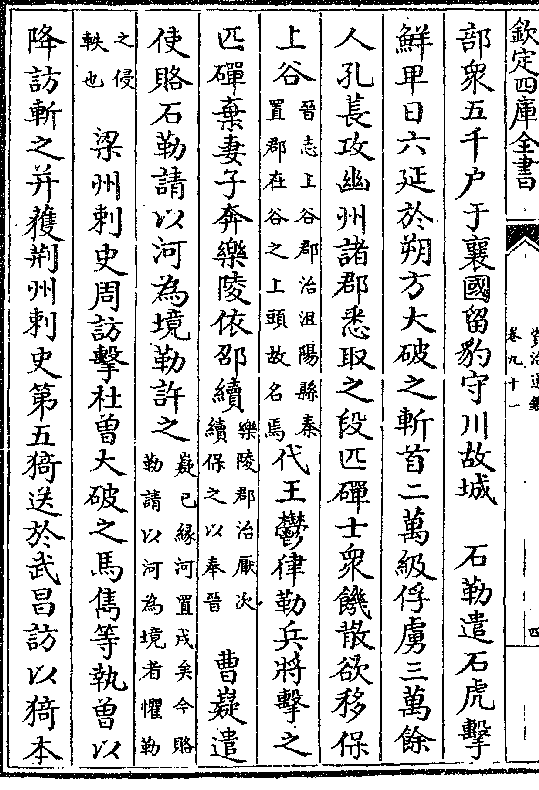 欽定四庫全書
資治通鑑
卷九十一
四
部衆五千户于襄國留豹守川故城　石勒遣石虎擊
鮮甲日六延於朔方大破之斬首二萬級俘虜三萬餘
人孔萇攻幽州諸郡悉取之段匹磾士衆饑散欲移保
上谷晉志上谷郡治沮陽縣秦置郡在谷之上頭故名焉代王鬱律勒兵將擊之
匹磾棄妻子奔樂陵依邵續樂陵郡治厭次續保之以奉晉　曹嶷遣
使賂石勒請以河為境勒許之嶷已緣河置戍矣今賂勒請以河為境者懼勒
之侵軼也　梁州刺史周訪擊杜曾大破之馬雋等執曾以
降訪斬之并獲荆州刺史第五猗送於武昌訪以猗本